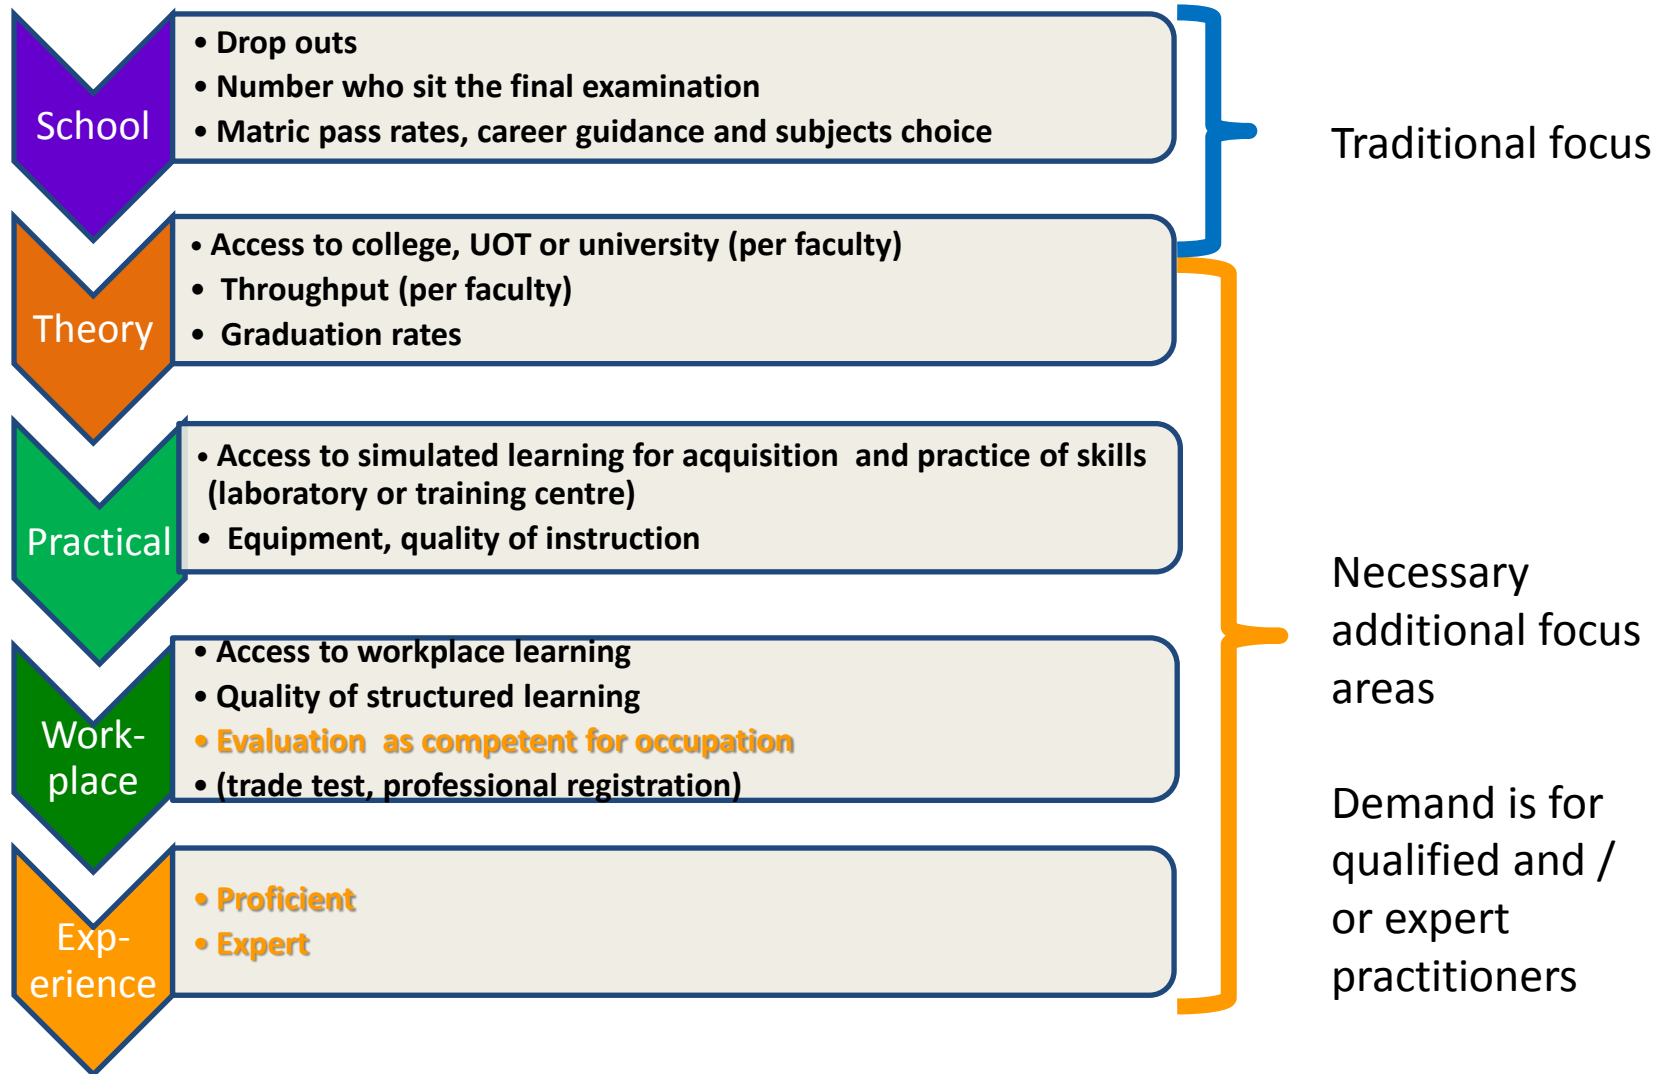 School
• Drop outs
• Number who sit the final examination
• Matric pass rates, career guidance and subjects choice
Traditional focus
Theory
• Access to college, UOT or university (per faculty)
• Throughput (per faculty)
• Graduation rates
Practical
• Access to simulated learning for acquisition and practice of skills
(laboratory or training centre)
• Equipment, quality of instruction
Work-
place
• Access to workplace learning
• Quality of structured learning
• Evaluation as competent for occupation
• (trade test, professional registration)
Exp-
erience
• Proficient
• Expert
Necessary
additional focus
areas
Demand is for
qualified and /
or expert
practitioners